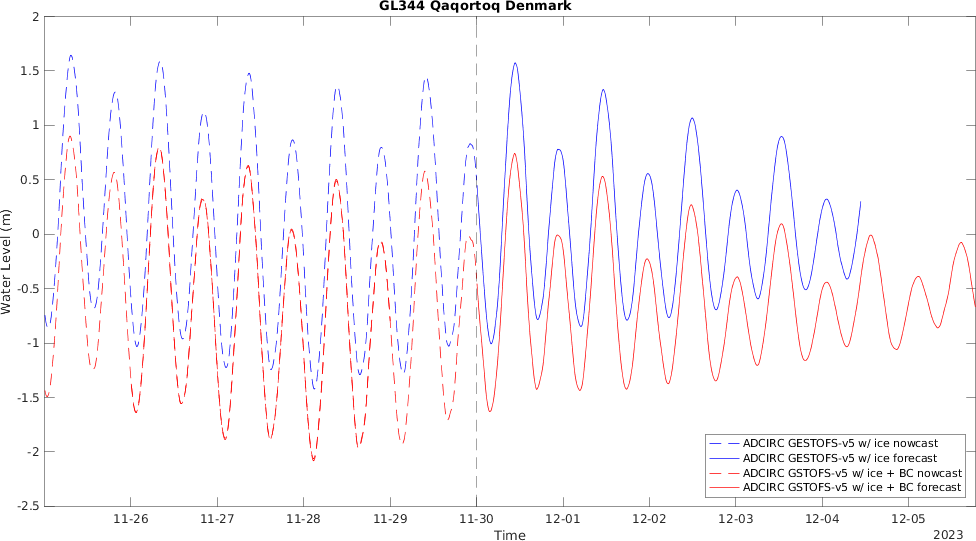 GL344 Qaqortoq Denmark
2
1.5
1
0.5
0
-0.5
-1
-1.5
-2
-2.5
Water Level (m)
ADCIRC GESTOFS-v5 w/ ice nowcast
ADCIRC GESTOFS-v5 w/ ice forecast
ADCIRC GSTOFS-v5 w/ ice + BC nowcast
ADCIRC GSTOFS-v5 w/ ice + BC forecast
11-26 11-27 11-28 11-29 11-30 12-01 12-02 12-03 12-04 12-05
Time
2023